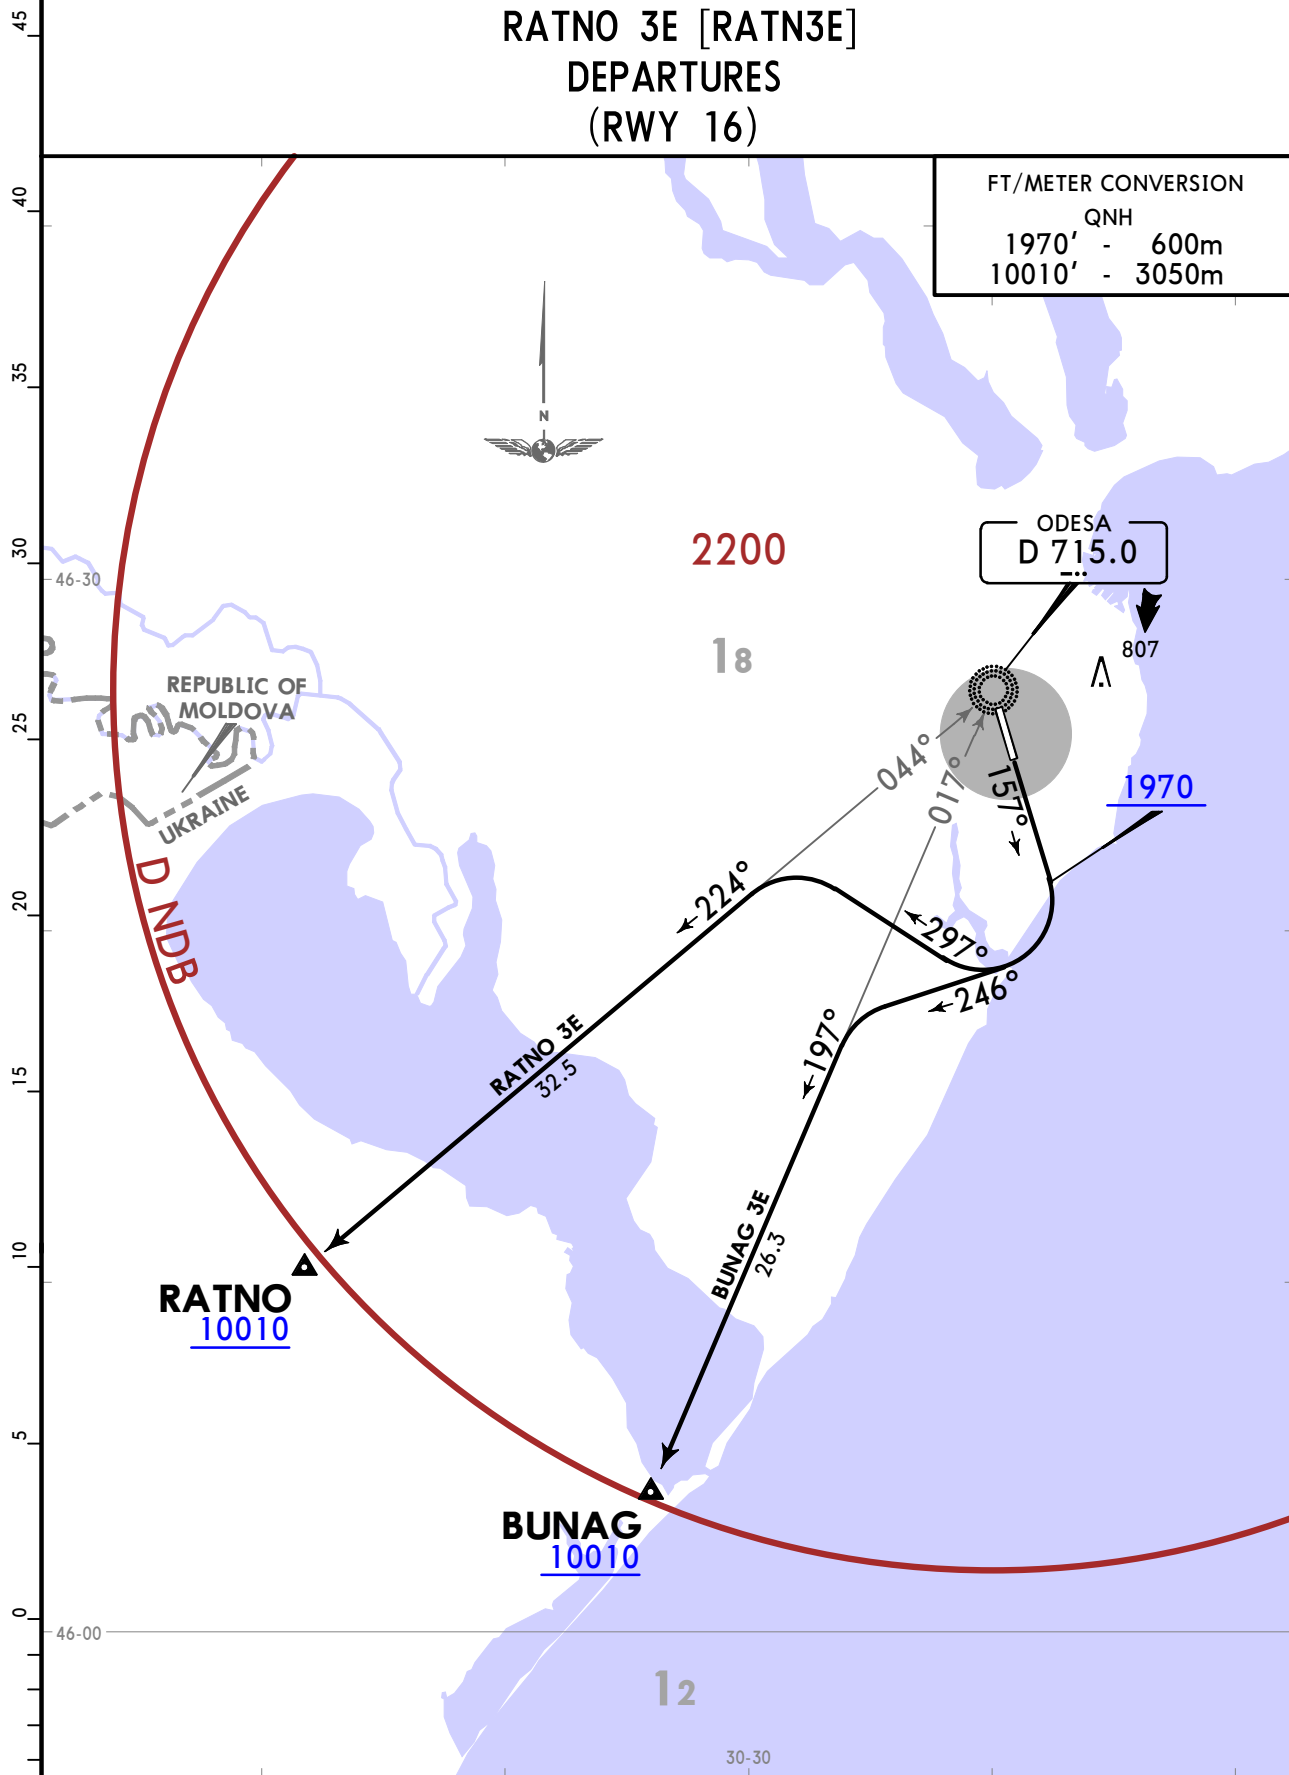 RATNO 3E [RATN3E]
DEPARTURES
(RWY 16)
FT/METER CONVERSION
QNH
1970' - 600m
10010' - 3050m
45
40
35
30
25
20
15
10
5
0
N
ODESA
D 715.0
2200
46-30
18
807
REPUBLIC OF
MOLDOVA
UKRAINE
044°
017°
157°
1970
D NDB
224°
297°
246°
197°
RATNO 3E
32.5
BUNAG 3E
26.3
RATNO
10010
BUNAG
10010
46-00
12
30-30